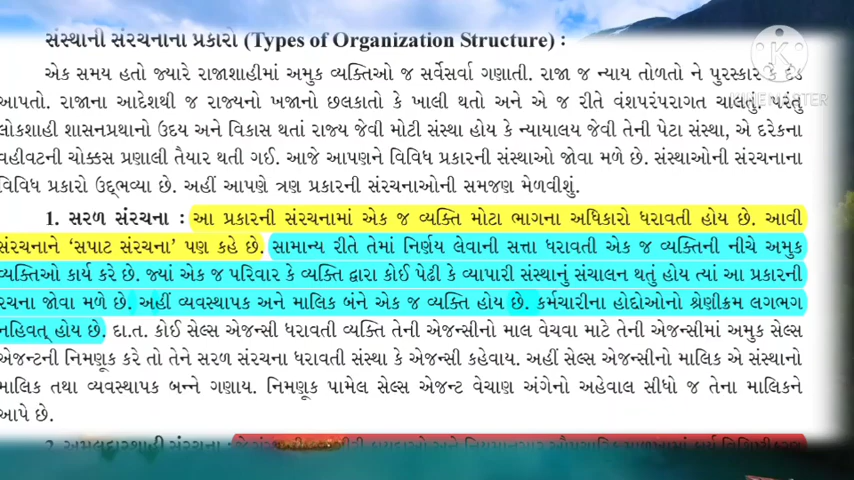 સંસ્થાની સંરચનાના પ્રકારો (Types of Organization Structure) :
એક સમય હતો જ્યારે રાજાશાહીમાં અમુક વ્યક્તિઓ જ સર્વેસર્વા ગણાતી. રાજા જ ન્યાય તોળતો ને પુરસ્કાર કે દંડ
આપતો. રાજાના આદેશથી જ રાજ્યનો ખજાનો છલકાતો કે ખાલી થતો અને એ જ રીતે વંશપરંપરાગત ચાલતું. પરંતુ
લોકશાહી શાસનપ્રથાનો ઉદય અને વિકાસ થતાં રાજ્ય જેવી મોટી સંસ્થા હોય કે ન્યાયાલય જેવી તેની પેટા સંસ્થા, એ દરેકના
વહીવટની ચોક્કસ પ્રણાલી તૈયાર થતી ગઈ. આજે આપણને વિવિધ પ્રકારની સંસ્થાઓ જોવા મળે છે. સંસ્થાઓની સંરચનાના
વિવિધ પ્રકારો ઉદ્ભવ્યા છે. અહીં આપણે ત્રણ પ્રકારની સંરચનાઓની સમજણ મેળવીશું.
1. સરળ સંરચના : આ પ્રકારની સંરચનામાં એક જ વ્યક્તિ મોટા ભાગના અધિકારો ધરાવતી હોય છે. આવી
સંરચનાને ‘સપાટ સંરચના’ પણ કહે છે. સામાન્ય રીતે તેમાં નિર્ણય લેવાની સત્તા ધરાવતી એક જ વ્યક્તિની નીચે અમુક
વ્યક્તિઓ કાર્ય કરે છે. જ્યાં એક જ પરિવાર કે વ્યક્તિ દ્વારા કોઈ પેઢી કે વ્યાપારી સંસ્થાનું સંચાલન થતું હોય ત્યાં આ પ્રકારની
રચના જોવા મળે છે. અહીં વ્યવસ્થાપક અને માલિક બંને એક જ વ્યક્તિ હોય છે. કર્મચારીના હોદ્દાઓનો શ્રેણીક્રમ લગભગ
નહિવત્ હોય છે. દા.ત. કોઈ સેલ્સ એજન્સી ધરાવતી વ્યક્તિ તેની એજન્સીનો માલ વેચવા માટે તેની એજન્સીમાં અમુક સેલ્સ
એજન્ટની નિમણૂક કરે તો તેને સરળ સંરચના ધરાવતી સંસ્થા કે એજન્સી કહેવાય. અહીં સેલ્સ એજન્સીનો માલિક એ સંસ્થાનો
માલિક તથા વ્યવસ્થાપક બન્ને ગણાય. નિમણૂક પામેલ સેલ્સ એજન્ટ વેચાણ અંગેનો અહેવાલ સીધો જ તેના માલિકને
આપે છે.
2. અમલદારશાહી સંરચના :
KINEMASTER